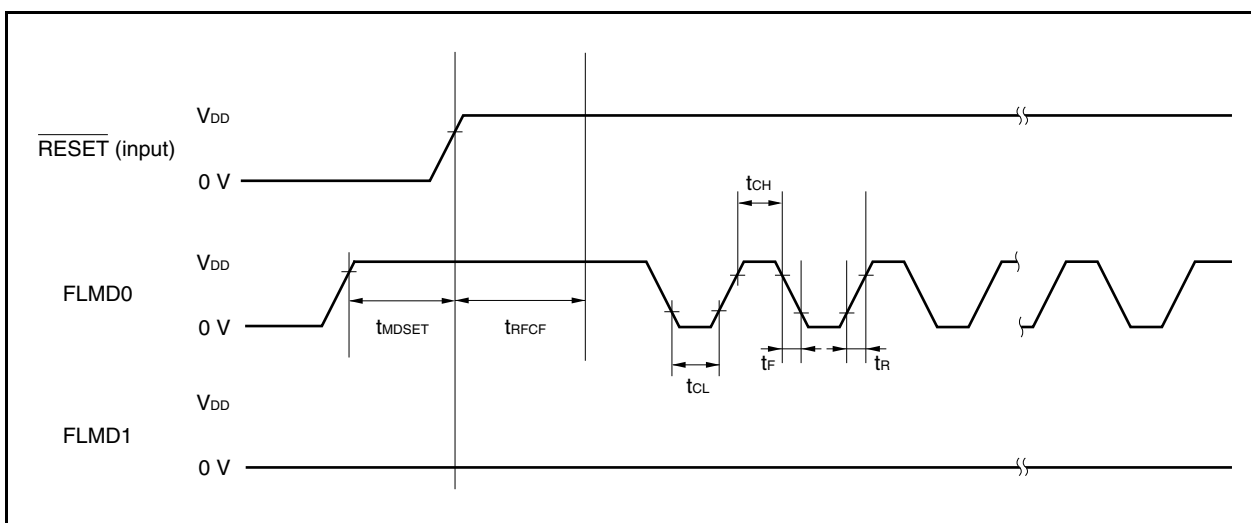 VDD
RESET (input)
0 V
tCH
VDD
FLMD0
0 V
tMDSET
tRFCF
tF
tR
tCL
VDD
FLMD1
0 V